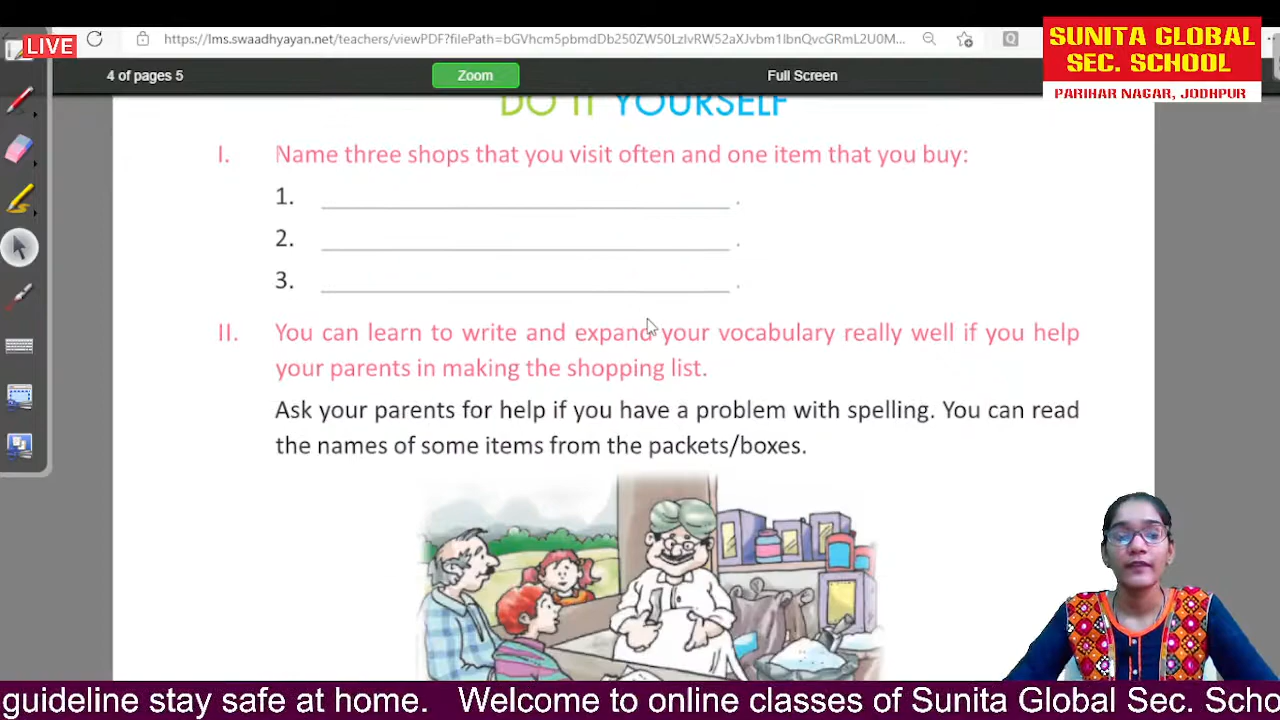 LIVE
https://lms.swaadhyayan.net/teachers/viewPDF?filePath=bGVhcm5pbmdDb250ZW50LzIvRW52aXJvbm1lbnQvcGRmL2U0M...
SUNITA GLOBAL
SEC. SCHOOL
PARIHAR NAGAR, JODHPUR
4 of pages 5
Zoom
Full Screen
DO IT YOURSELF
I. Name three shops that you visit often and one item that you buy:
1. ________________ .
2. ________________ .
3. ________________ .
II. You can learn to write and expand your vocabulary really well if you help
your parents in making the shopping list.
Ask your parents for help if you have a problem with spelling. You can read
the names of some items from the packets/boxes.
guideline stay safe at home. Welcome to online classes of Sunita Global Sec. Scho